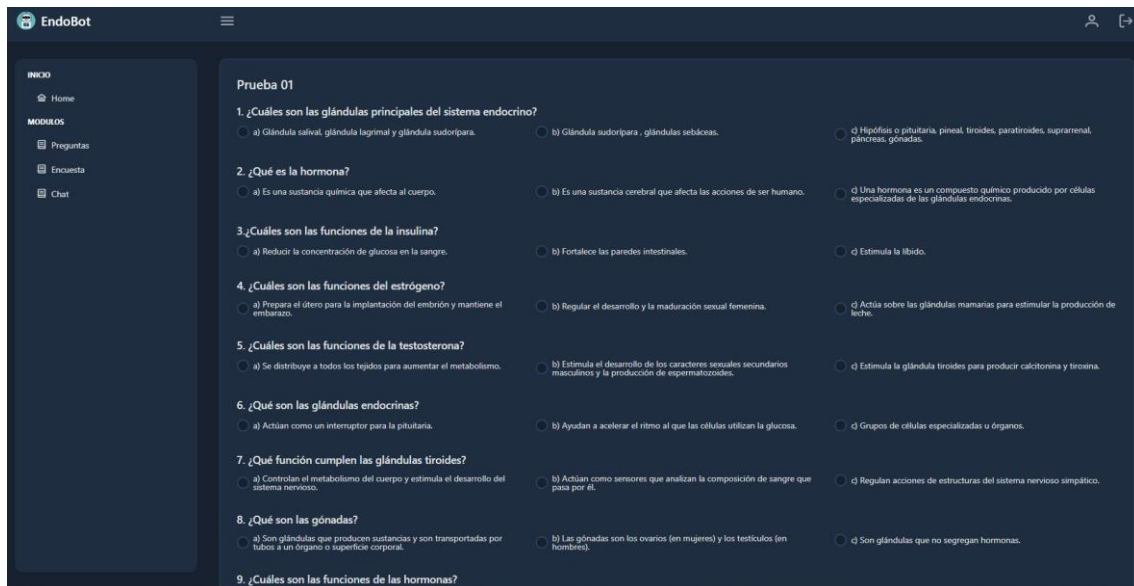 EndoBot
INICIO
Home
MODULOS
Preguntas
Encuesta
Chat
Prueba 01
1. ¿Cuáles son las glándulas principales del sistema endocrino?
a) Glándula salival, glándula lagrimal y glándula sudorípara.
b) Glándula sudorípara , glándulas sebáceas.
c) Hipófisis o pituitaria, pineal, tiroides, paratiroides, suprarrenal,
páncreas, gónadas.
2. ¿Qué es la hormona?
a) Es una sustancia química que afecta al cuerpo.
b) Es una sustancia cerebral que afecta las acciones de ser humano.
c) Una hormona es un compuesto químico producido por células
especializadas de las glándulas endocrinas.
3.¿Cuáles son las funciones de la insulina?
a) Reducir la concentración de glucosa en la sangre.
b) Fortalece las paredes intestinales.
c) Estimula la libido.
4. ¿Cuáles son las funciones del estrógeno?
a) Prepara el útero para la implantación del embrión y mantiene el
embarazo.
b) Regular el desarrollo y la maduración sexual femenina.
c) Actúa sobre las glándulas mamarias para estimular la producción de
leche.
5. ¿Cuáles son las funciones de la testosterona?
a) Se distribuye a todos los tejidos para aumentar el metabolismo.
b) Estimula el desarrollo de los caracteres sexuales secundarios
masculinos y la producción de espermatozoides.
c) Estimula la glándula tiroides para producir calcitonina y tiroxina.
6. ¿Qué son las glándulas endocrinas?
a) Actúan como un interruptor para la pituitaria.
b) Ayudan a acelerar el ritmo al que las células utilizan la glucosa.
c) Grupos de células especializadas u órganos.
7. ¿Qué función cumplen las glándulas tiroides?
a) Controlan el metabolismo del cuerpo y estimula el desarrollo del
sistema nervioso.
b) Actúan como sensores que analizan la composición de sangre que
pasa por él.
c) Regulan acciones de estructuras del sistema nervioso simpático.
8. ¿Qué son las gónadas?
a) Son glándulas que producen sustancias y son transportadas por
tubos a un órgano o superficie corporal.
b) Las gónadas son los ovarios (en mujeres) y los testículos (en
hombres).
c) Son glándulas que no segregan hormonas.
9. ¿Cuáles son las funciones de las hormonas?